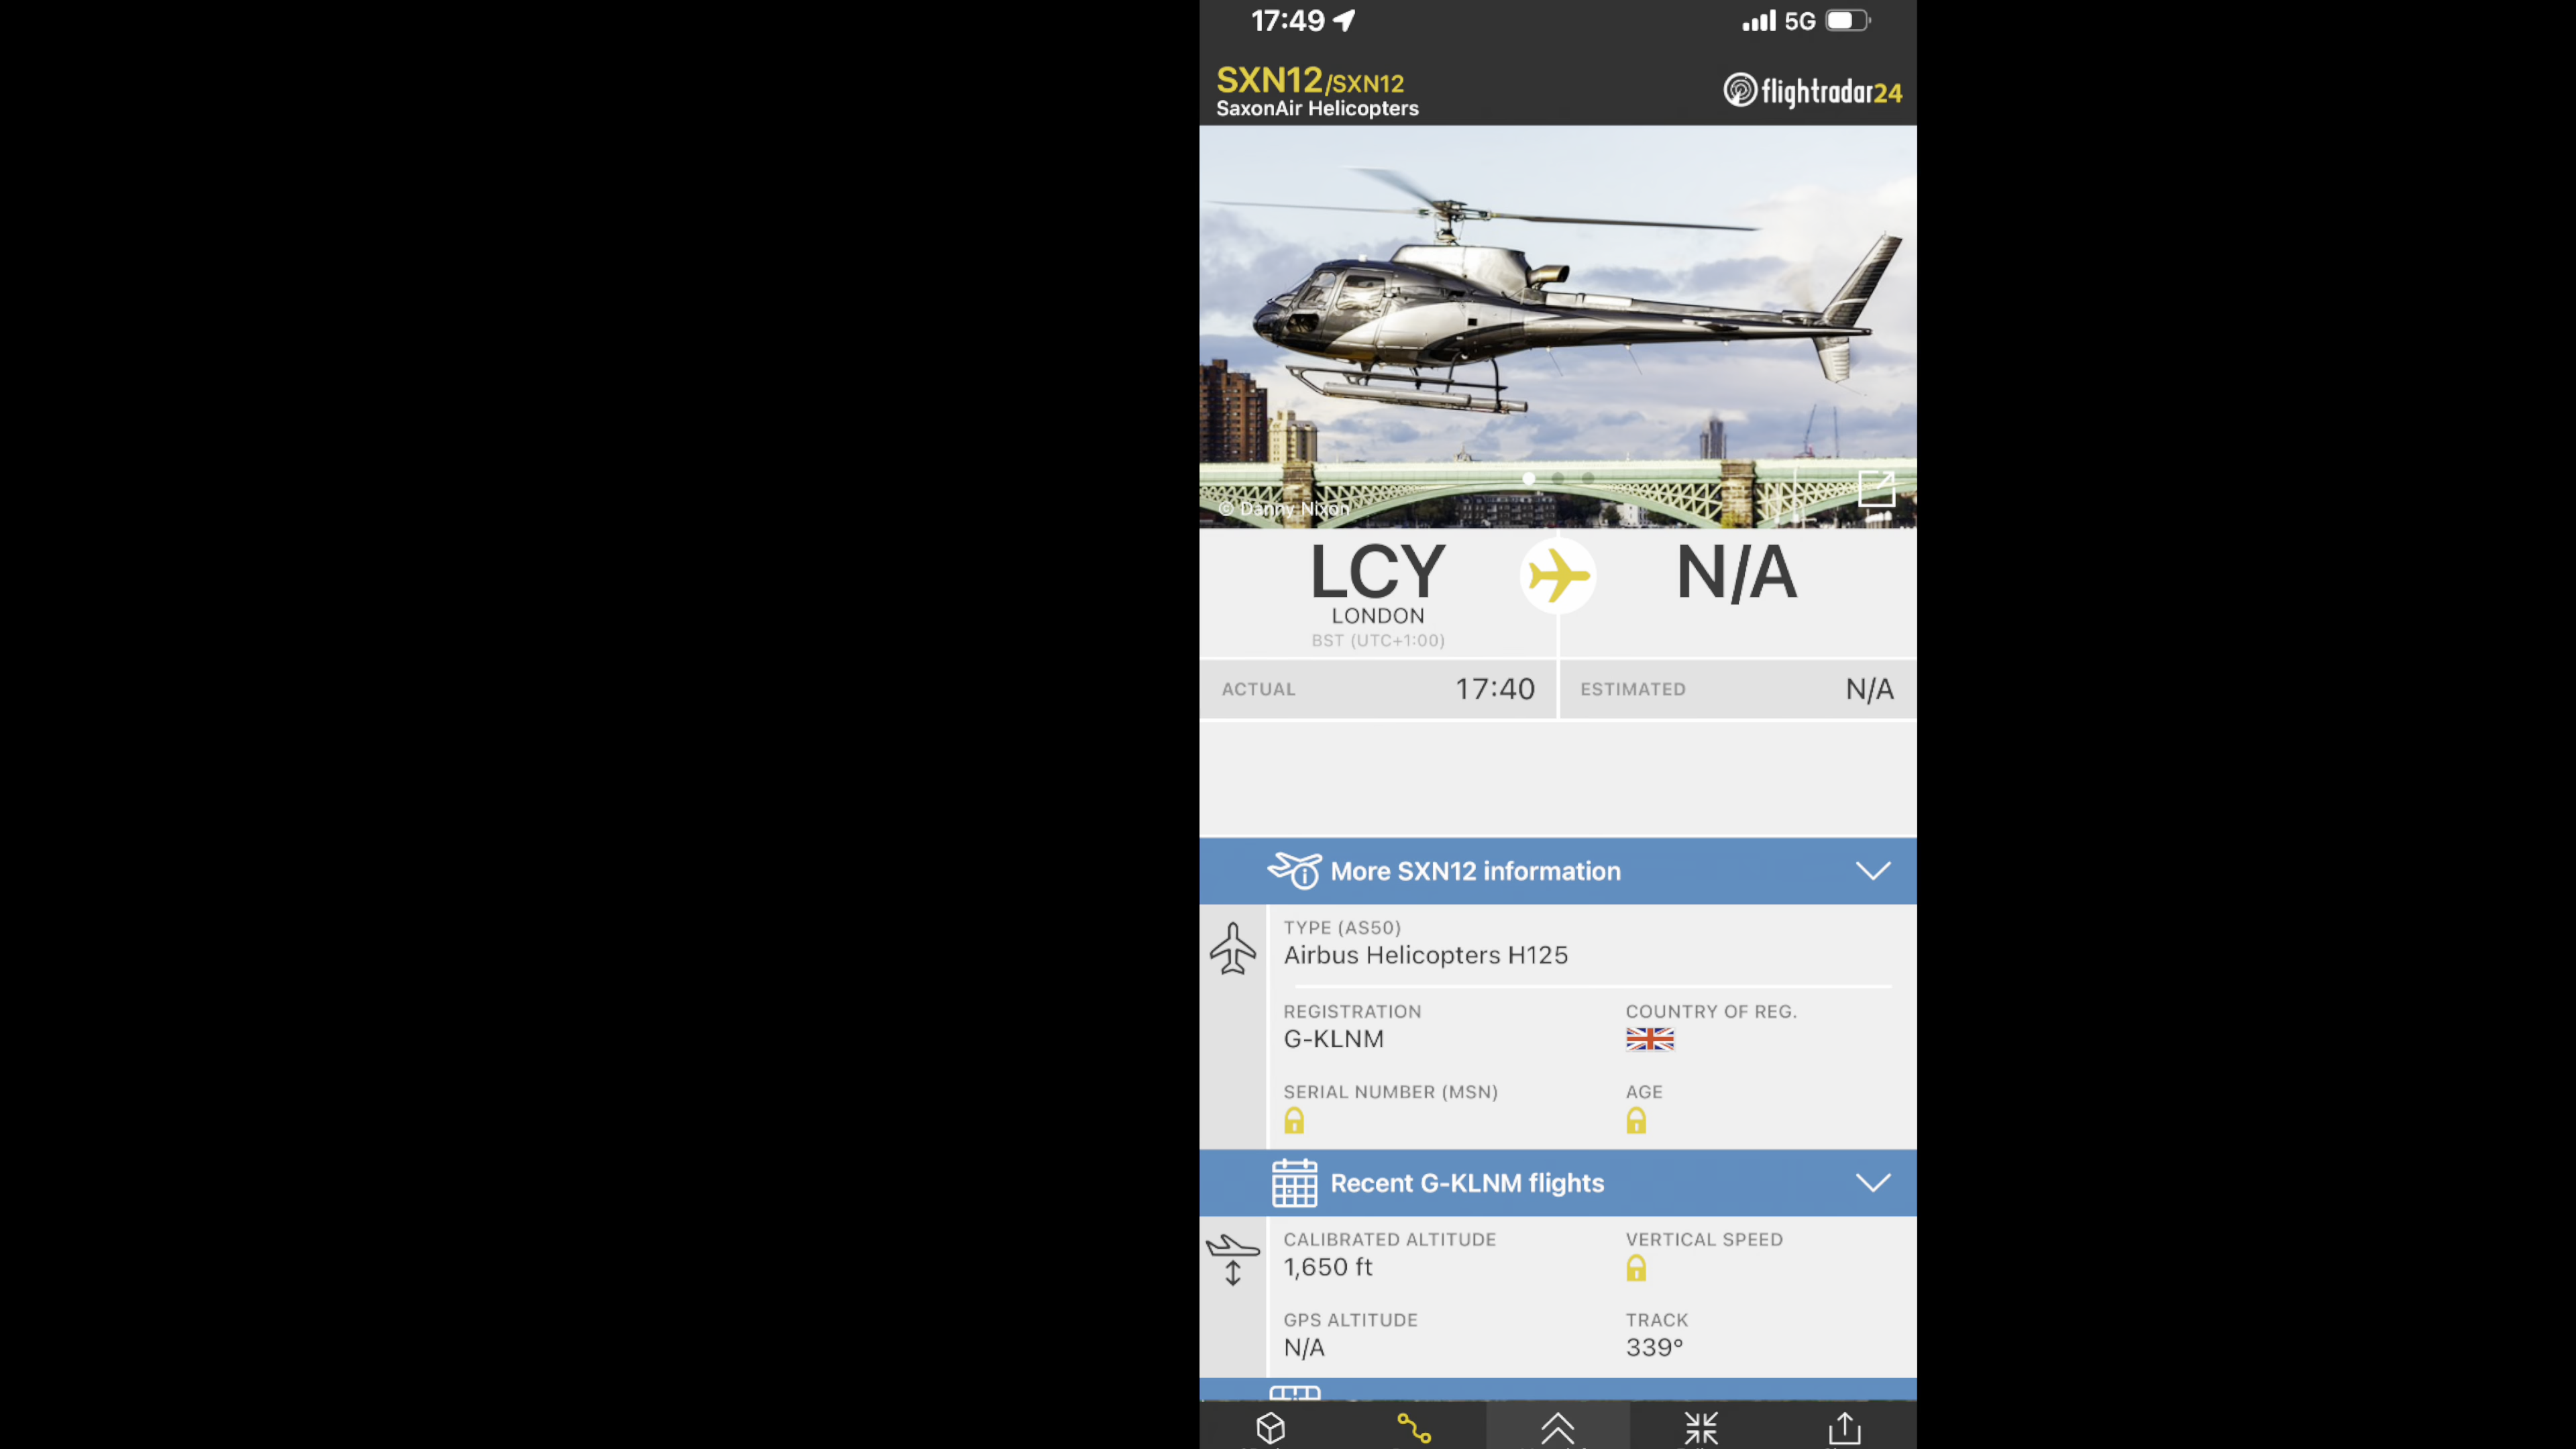 17:49 5G
SXN12/SXN12
SaxonAir Helicopters
flightradar24
© Danny Nixon
LCY N/A
LONDON
BST (UTC+1:00)
ACTUAL 17:40 ESTIMATED N/A
More SXN12 information
TYPE (AS50)
Airbus Helicopters H125
REGISTRATION COUNTRY OF REG.
G-KLNM
SERIAL NUMBER (MSN) AGE
Recent G-KLNM flights
CALIBRATED ALTITUDE VERTICAL SPEED
1,650 ft
GPS ALTITUDE TRACK
N/A 339°